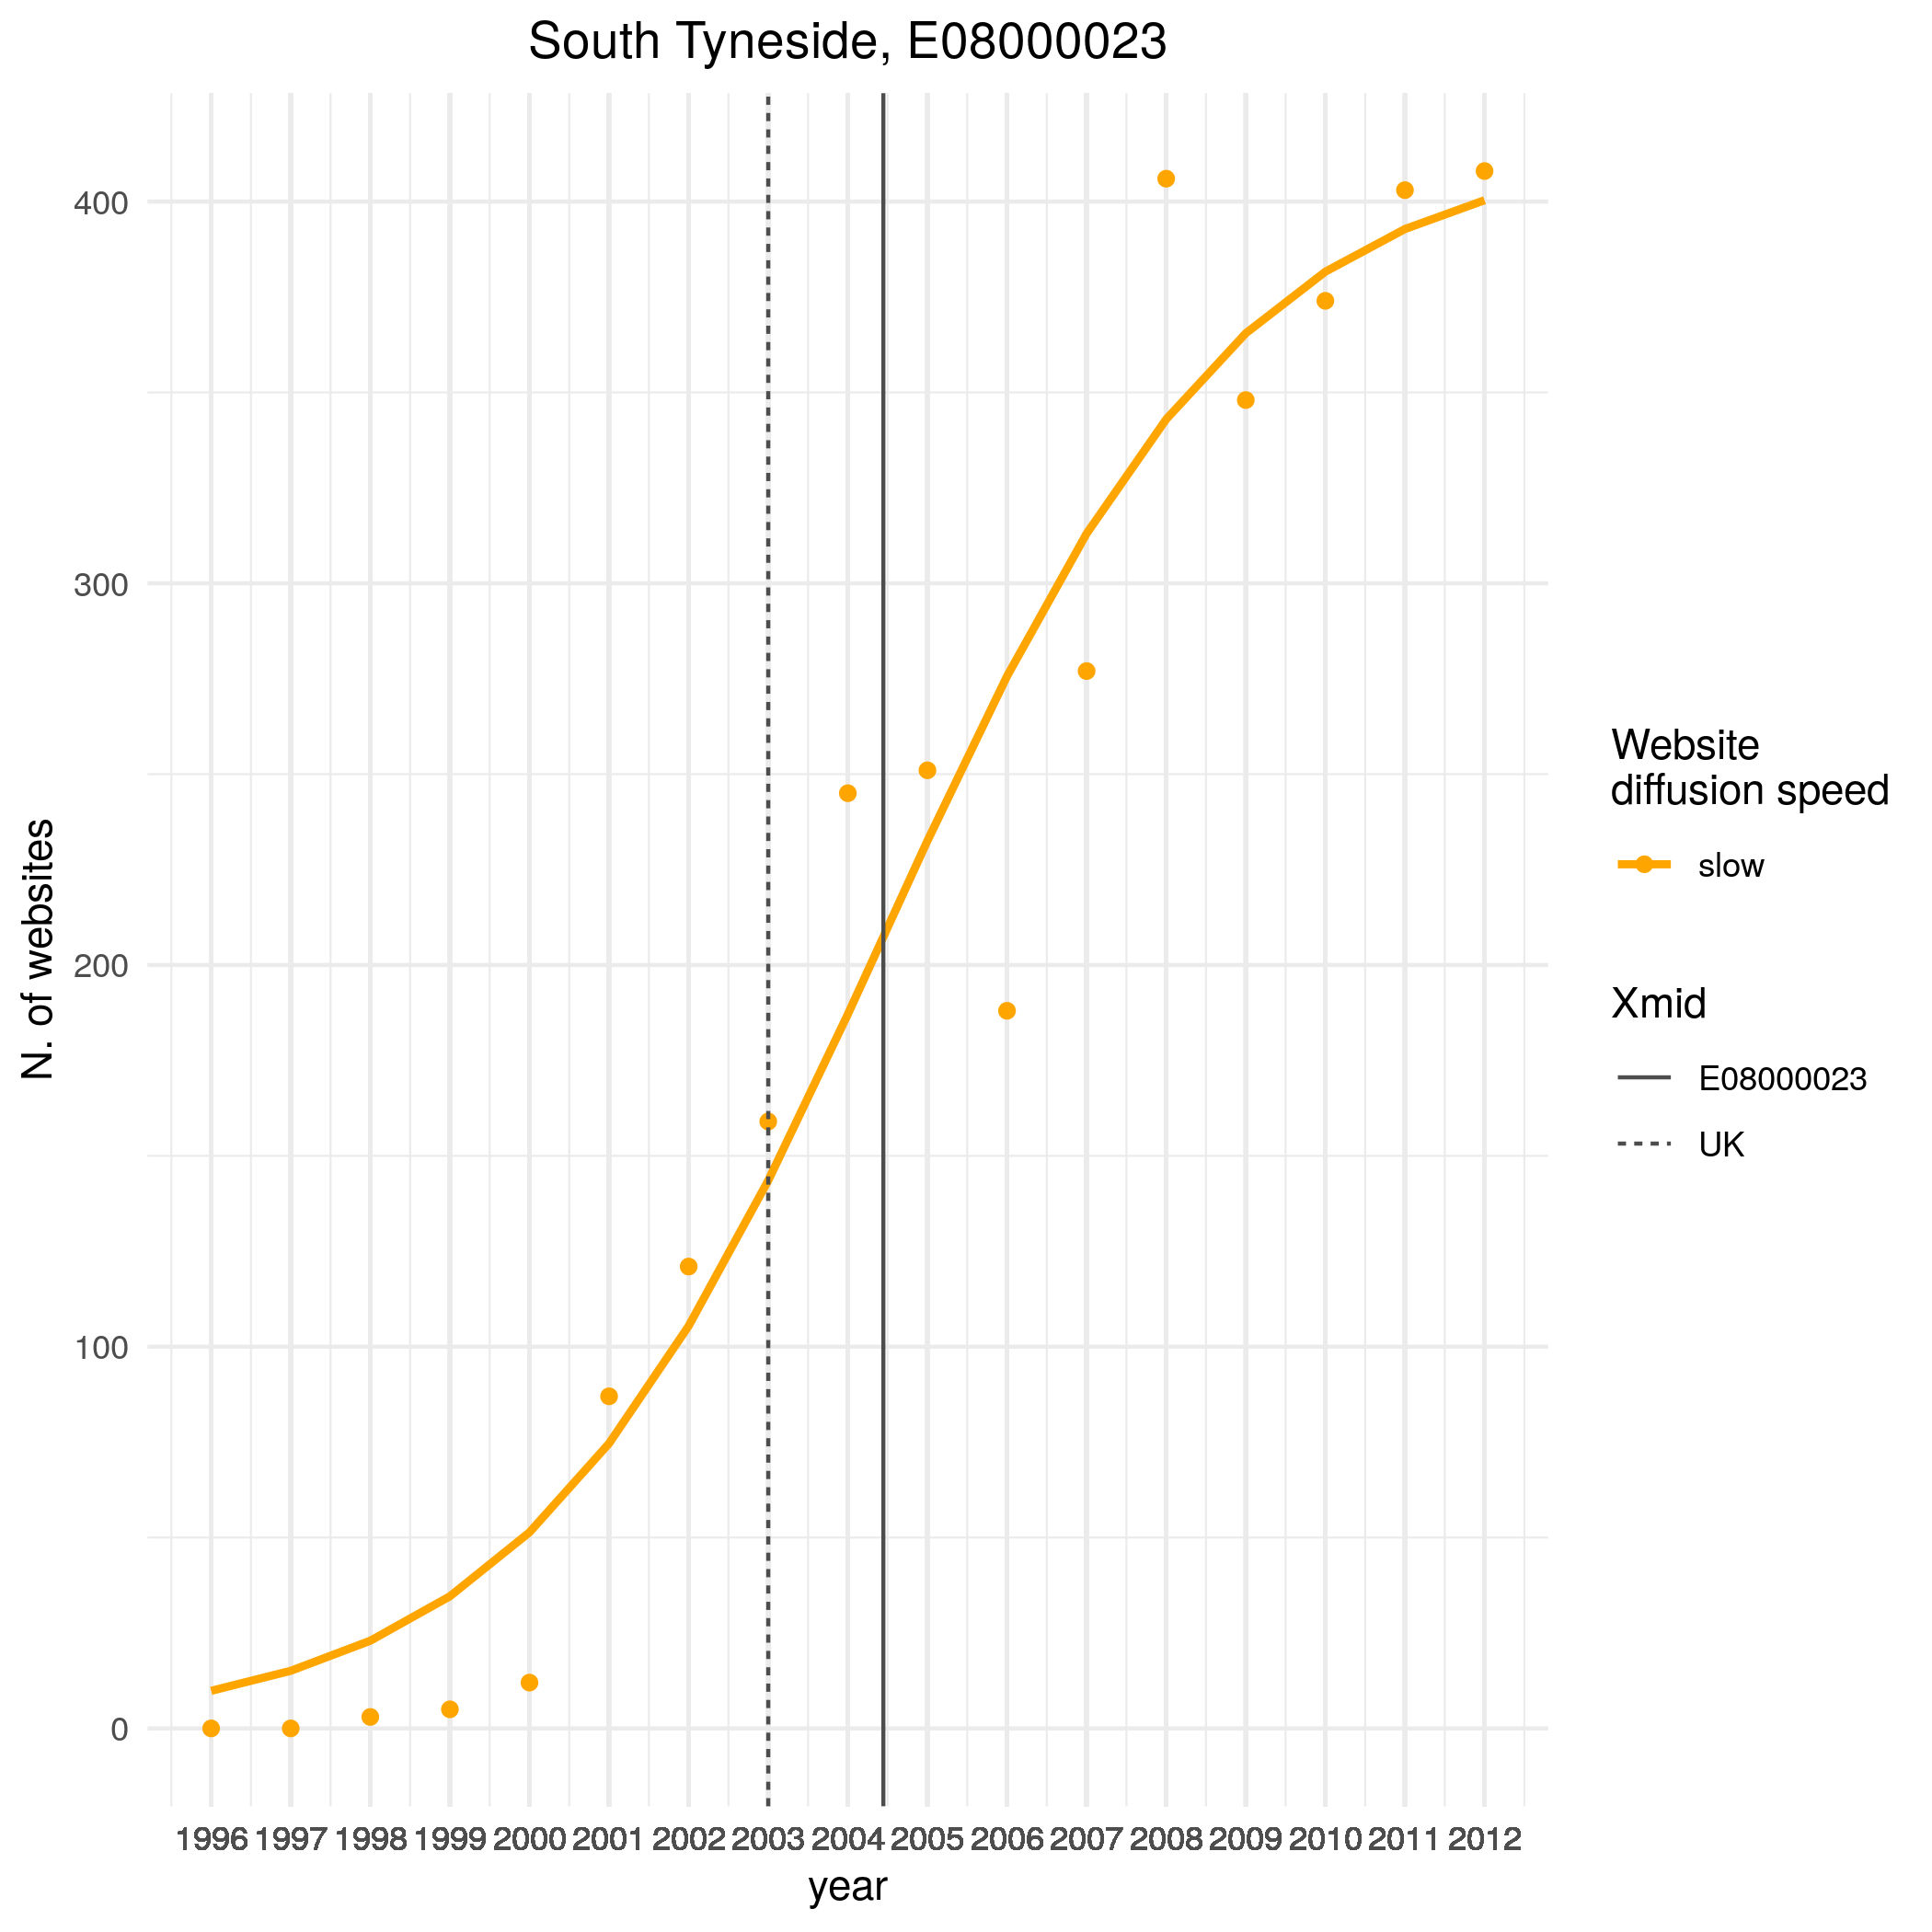 South Tyneside, E08000023
N. of websites
400
300
200
100
0
1996 1997 1998 1999 2000 2001 2002 2003 2004 2005 2006 2007 2008 2009 2010 2011 2012
year
Website
diffusion speed
slow
Xmid
E08000023
UK